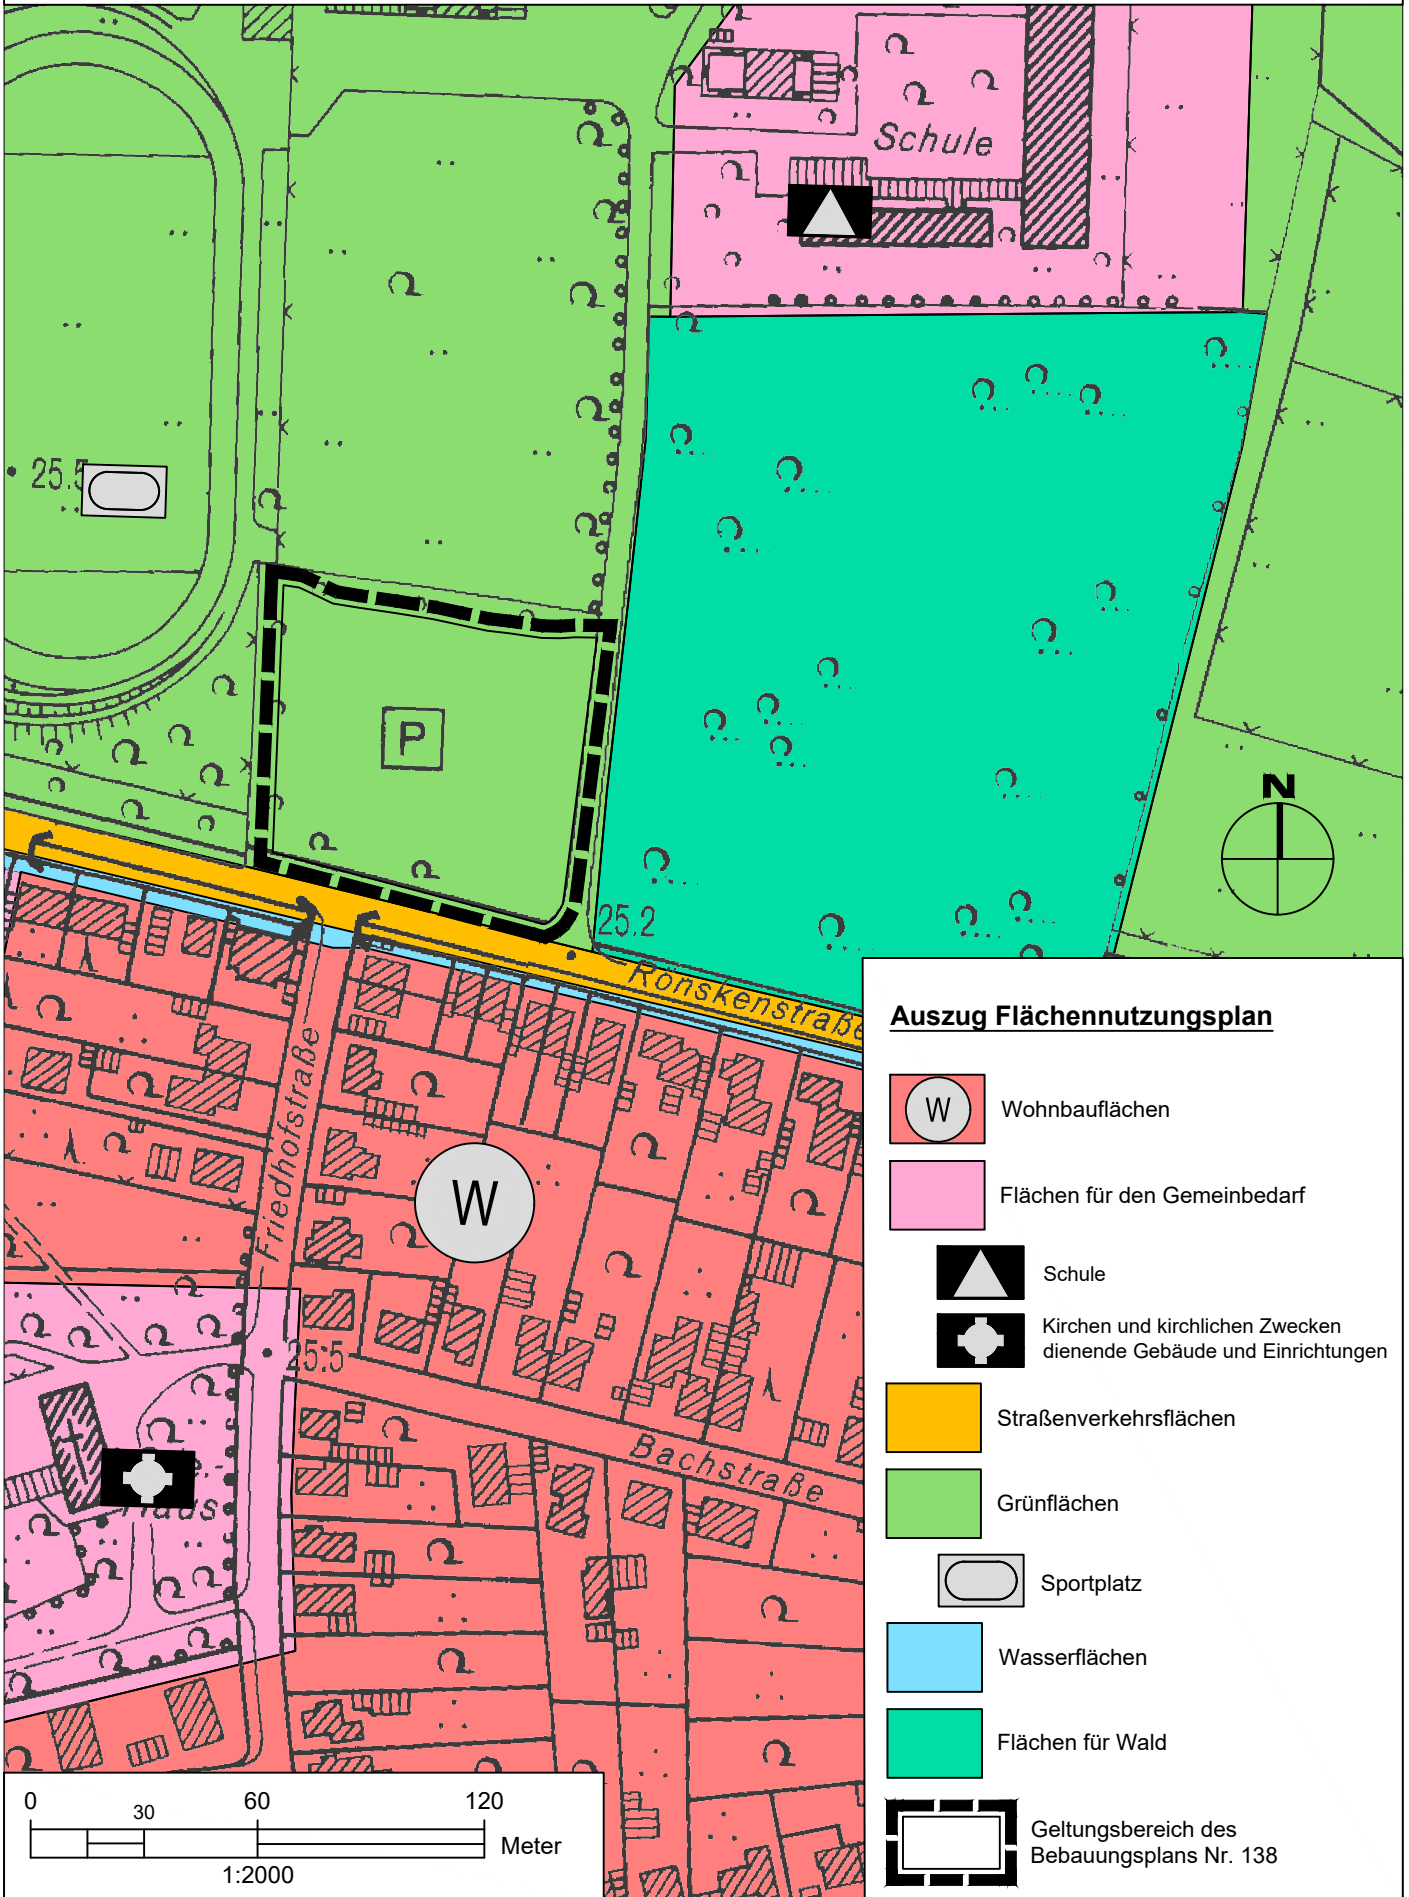 Schule
25.5
P
N
25.2
Rönskenstraße
Friedhofstraße
W
25.5
Bachstraße
Haus
Auszug Flächennutzungsplan
W
Wohnbauflächen
Flächen für den Gemeinbedarf
Schule
Kirchen und kirchlichen Zwecken
dienende Gebäude und Einrichtungen
Straßenverkehrsflächen
Grünflächen
Sportplatz
Wasserflächen
Flächen für Wald
Geltungsbereich des
Bebauungsplans Nr. 138
0 30 60 120
Meter
1:2000